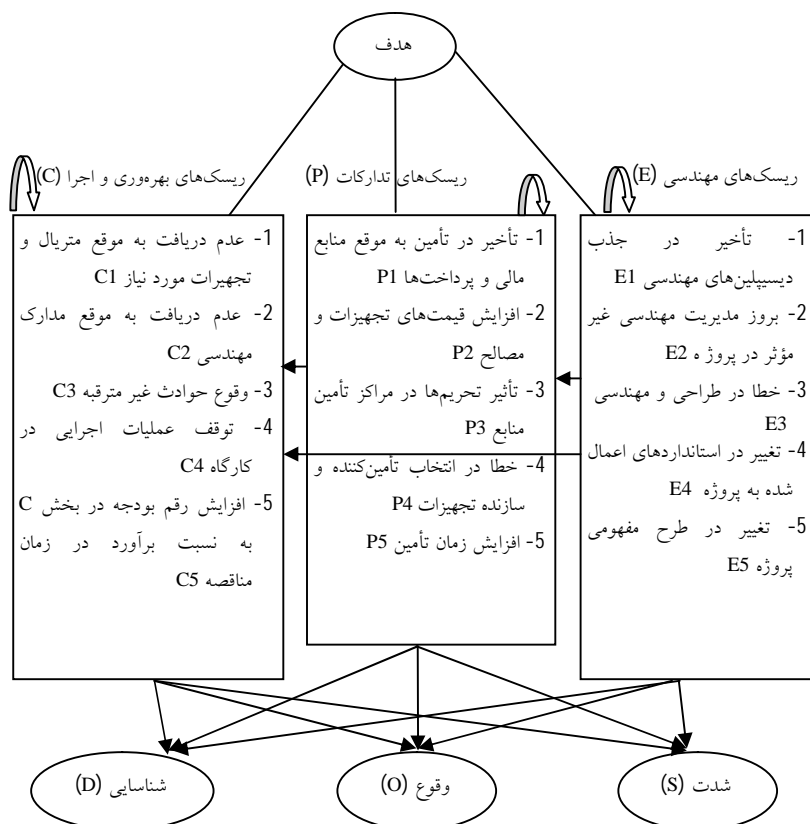 هدف
ریسک‌های مهندسی (E)
ریسک‌های تدارکات (P)
ریسک‌های بهره‌وری و اجرا (C)
1- تأخیر در جذب
دیسیپلین‌های مهندسی E1
2- بروز مدیریت مهندسی غیر
مؤثر در پروژ ه E2
3- خطا در طراحی و مهندسی
E3
4- تغییر در استانداردهای اعمال
شده به پروژه E4
5- تغییر در طرح مفهومی
پروژه E5
1- تأخیر در تأمین به موقع منابع
مالی و پرداخت‌ها P1
2- افزایش قیمت‌های تجهیزات و
مصالح P2
3- تأثیر تحریم‌ها در مراکز تأمین
منابع P3
4- خطا در انتخاب تأمین‌کننده و
سازنده تجهیزات P4
5- افزایش زمان تأمین P5
1- عدم دریافت به موقع متریال و
تجهیرات مورد نیاز C1
2- عدم دریافت به موقع مدارک
مهندسی C2
3- وقوع حوادث غیر مترقبه C3
4- توقف عملیات اجرایی در
کارگاه C4
5- افزایش رقم بودجه در بخش C
به نسبت برآورد در زمان
مناقصه C5
شدت (S)
وقوع (O)
شناسایی (D)